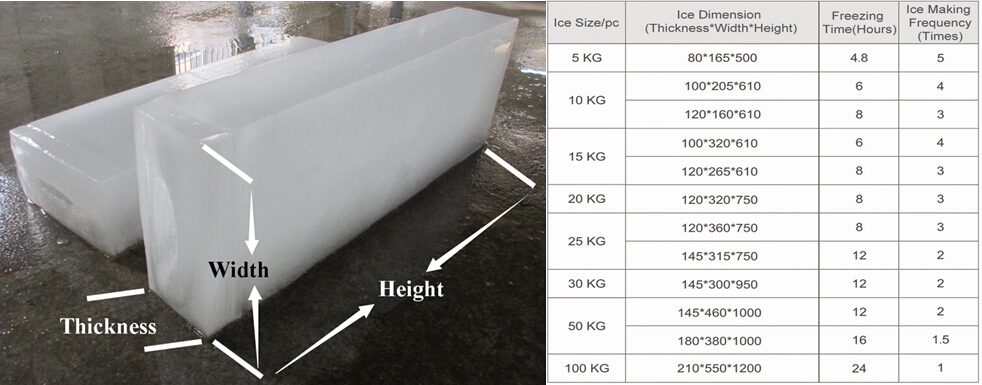 Width
Height
Thickness
Ice Size/pc
Ice Dimension
(Thickness*Width*Height)
Freezing
Time(Hours)
Ice Making
Frequency
(Times)
5 KG 80*165*500 4.8 5
10 KG
100*205*610 6 4
120*160*610 8 3
15 KG
100*320*610 6 4
120*265*610 8 3
20 KG 120*320*750 8 3
25 KG
120*360*750 8 3
145*315*750 12 2
30 KG 145*300*950 12 2
50 KG
145*460*1000 12 2
180*380*1000 16 1.5
100 KG 210*550*1200 24 1